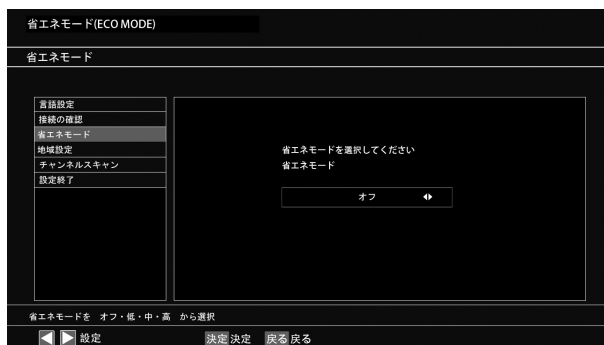 省エネモード(ECO MODE)
省エネモード
言語設定
接続の確認
省エネモード
地域設定
チャンネルスキャン
設定終了
省エネモードを選択してください
省エネモード
オフ
省エネモードを オフ・低・中・高 から選択
設定 決定 決定 戻る 戻る